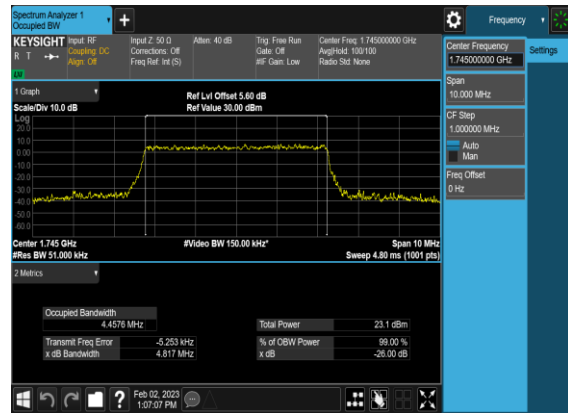 Spectrum Analyzer 1
Occupied BW
+
Frequency
KEYSIGHT
R T
LW
Input: RF
Coupling: DC
Align: Off
Input Z: 50 Ω
Corrections: Off
Freq Ref: Int (S)
Atten: 40 dB
Trig: Free Run
Gate: Off
#IF Gain: Low
Center Freq: 1.745000000 GHz
Avg|Hold: 100/100
Radio Std: None
Center Frequency
1.745000000 GHz
Settings
Span
10.000 MHz
CF Step
1.000000 MHz
Auto
Man
Freq Offset
0 Hz
1 Graph
Scale/Div 10.0 dB
Ref Lvl Offset 5.60 dB
Ref Value 30.00 dBm
Log
20.0
10.0
0.00
-10.0
-20.0
-30.0
-40.0
-50.0
-60.0
Center 1.745 GHz
#Res BW 51.000 kHz
#Video BW 150.00 kHz*
Span 10 MHz
Sweep 4.80 ms (1001 pts)
2 Metrics
Occupied Bandwidth
4.4576 MHz
Total Power 23.1 dBm
Transmit Freq Error -5.253 kHz
% of OBW Power 99.00 %
x dB Bandwidth 4.817 MHz
x dB -26.00 dB
?
Feb 02, 2023
1:07:07 PM